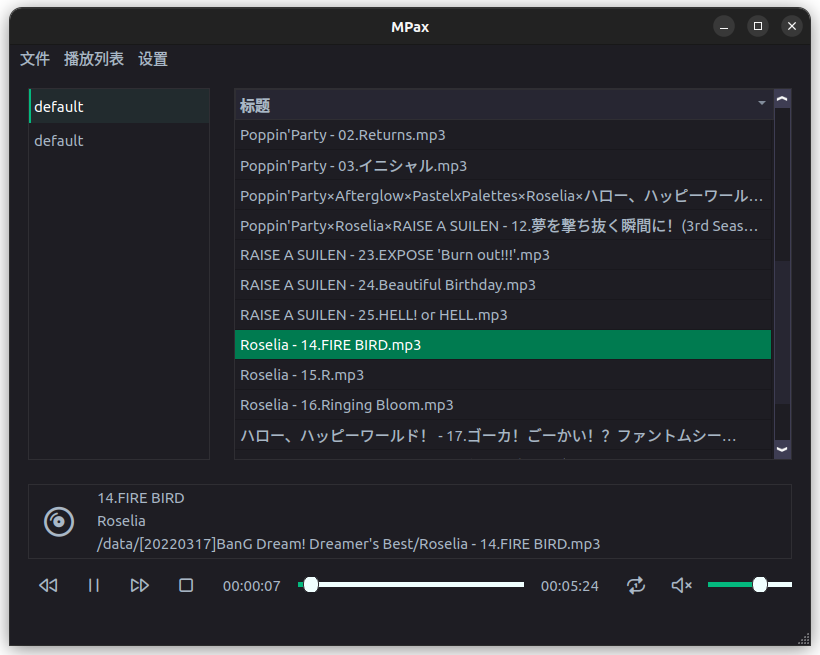 MPax
文件 播放列表 设置
default
default
标题
Poppin'Party - 02.Returns.mp3
Poppin'Party - 03.イニシャル.mp3
Poppin'Party×Afterglow×PastelxPalettes×Roselia×ハロー、ハッピーワール…
Poppin'Party×Roselia×RAISE A SUILEN - 12.夢を撃ち抜く瞬間に！(3rd Seas…
RAISE A SUILEN - 23.EXPOSE 'Burn out!!!'.mp3
RAISE A SUILEN - 24.Beautiful Birthday.mp3
RAISE A SUILEN - 25.HELL! or HELL.mp3
Roselia - 14.FIRE BIRD.mp3
Roselia - 15.R.mp3
Roselia - 16.Ringing Bloom.mp3
ハロー、ハッピーワールド！ - 17.ゴーカ！ごーかい！？ファントムシー…
14.FIRE BIRD
Roselia
/data/[20220317]BanG Dream! Dreamer's Best/Roselia - 14.FIRE BIRD.mp3
00:00:07 00:05:24